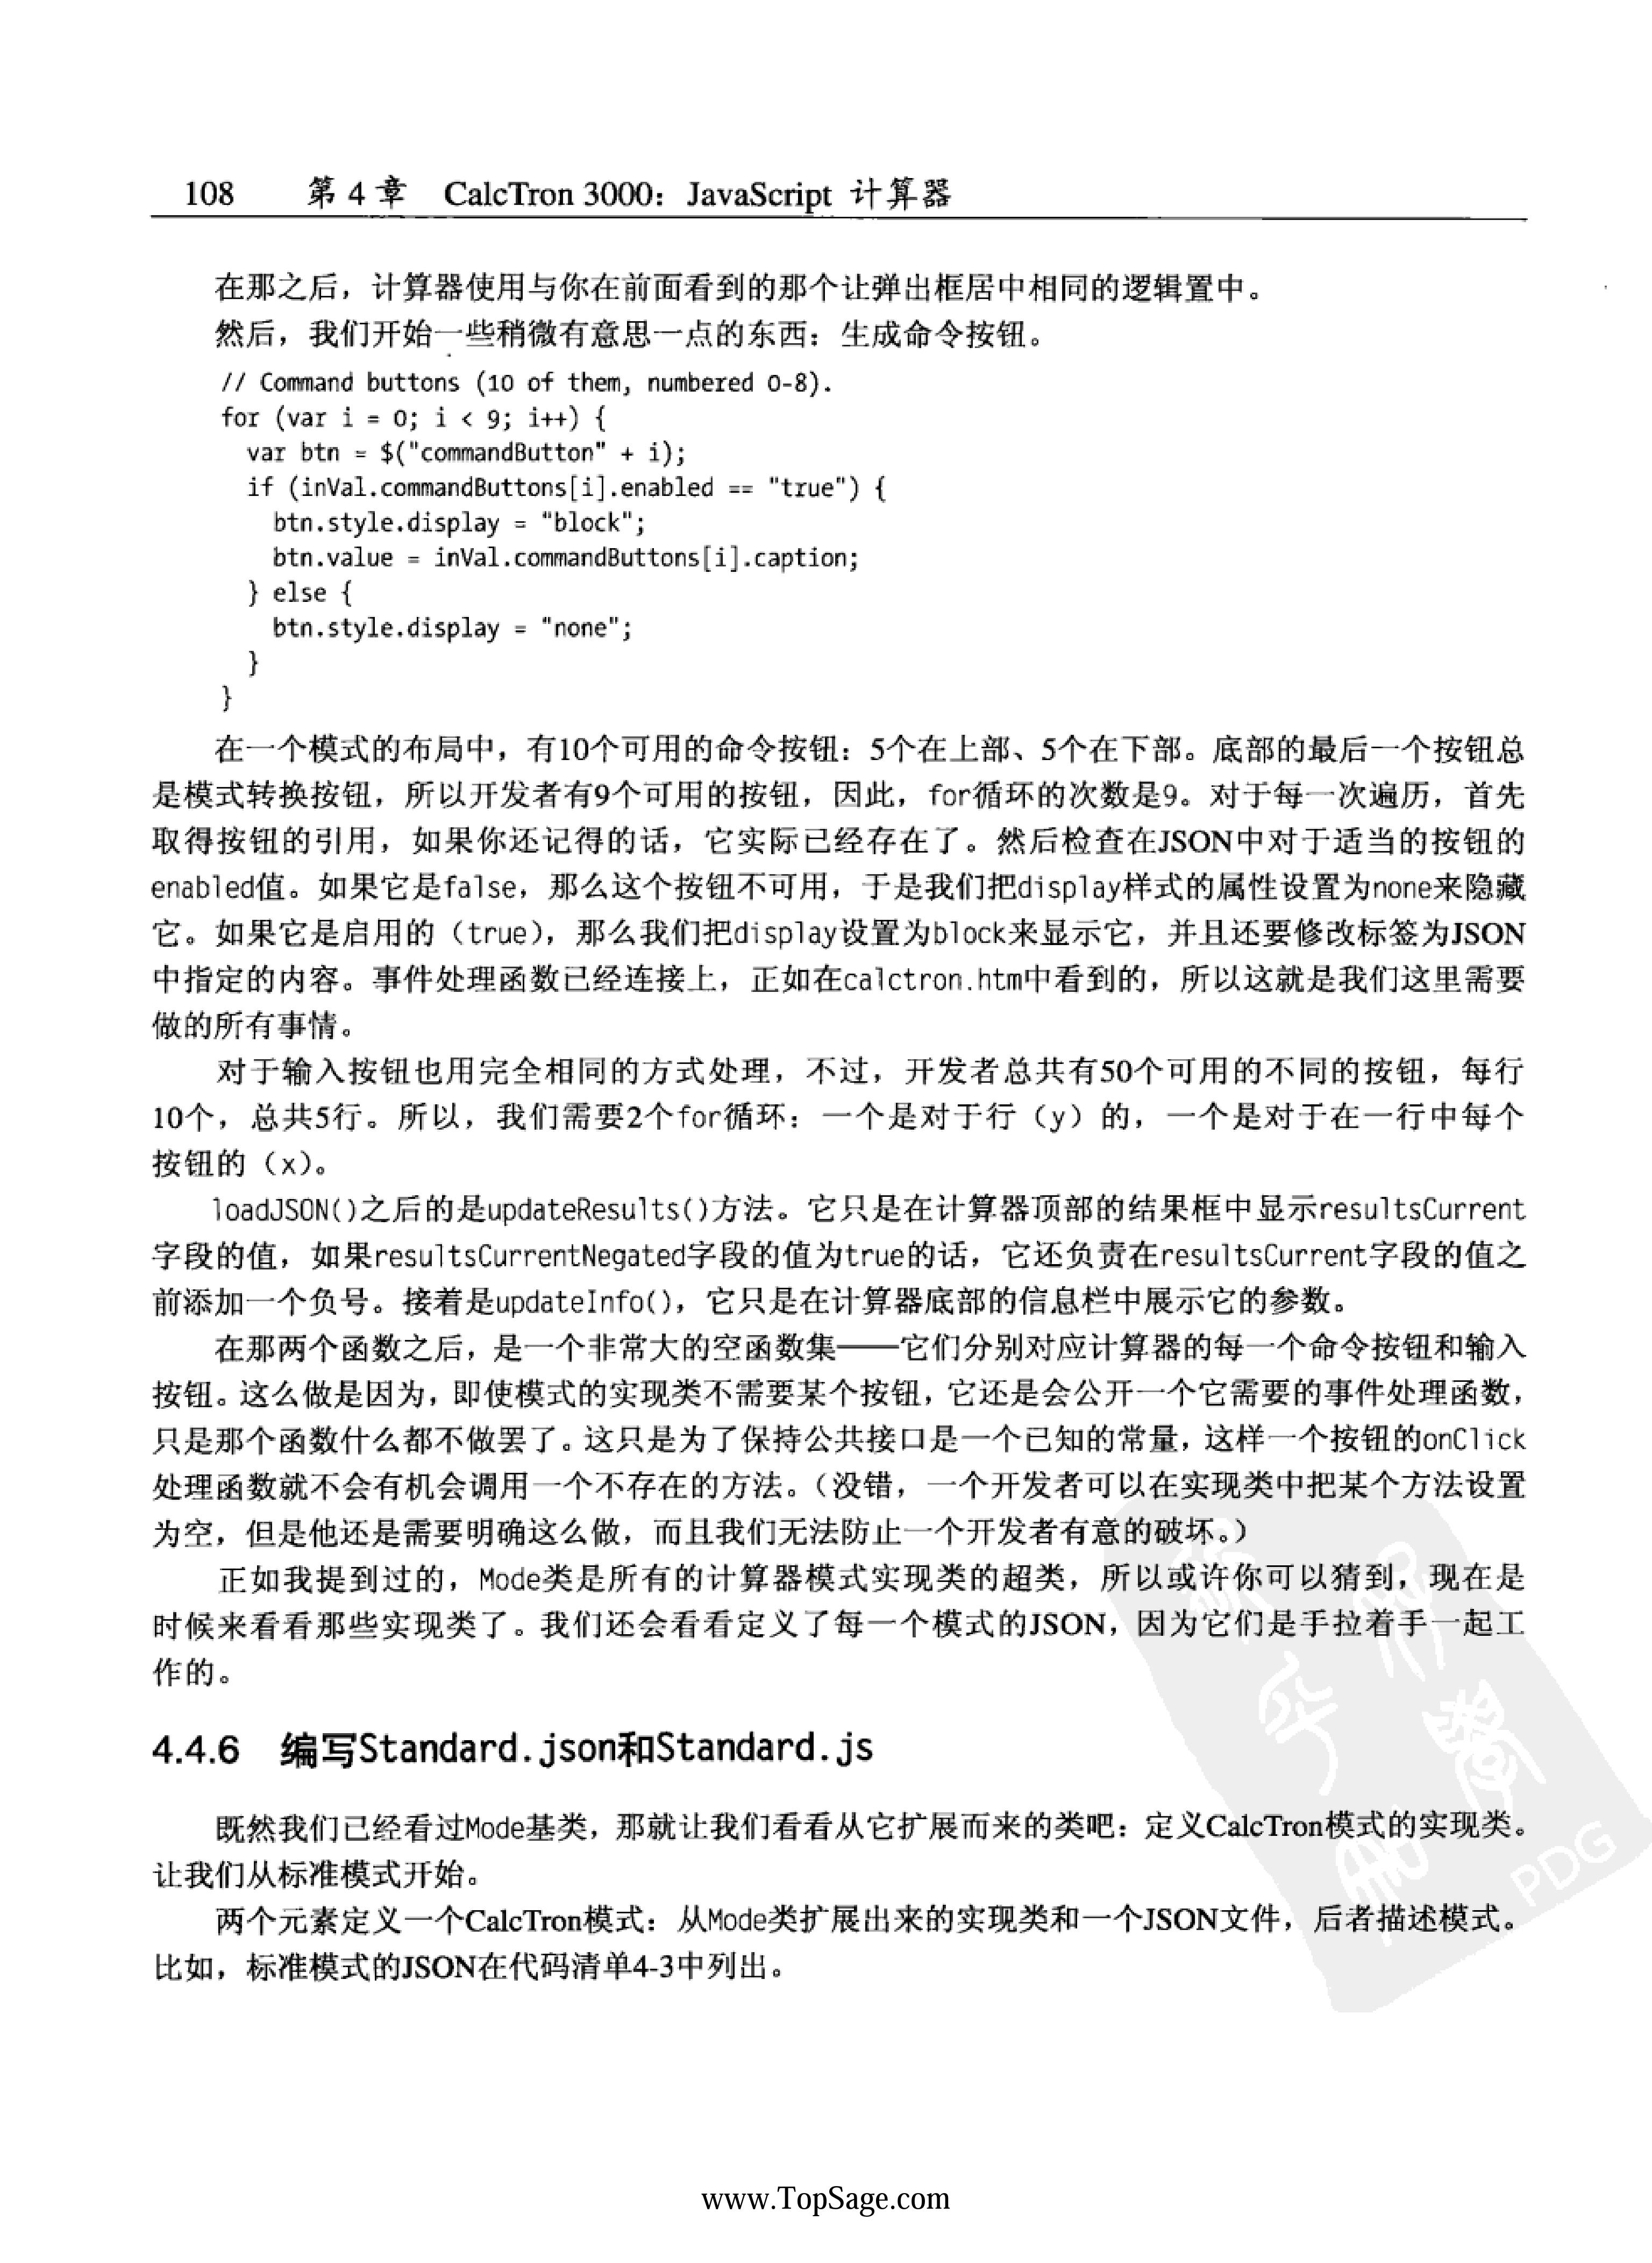 108 第 4 章 CalcTron 3000：JavaScript 计算器
在那之后，计算器使用与你在前面看到的那个让弹出框居中相同的逻辑置中。
然后，我们开始一些稍微有意思一点的东西：生成命令按钮。
// Command buttons (10 of them, numbered 0-8).
for (var i = 0; i < 9; i++) {
  var btn = $("commandButton" + i);
  if (inVal.commandButtons[i].enabled == "true") {
    btn.style.display = "block";
    btn.value = inVal.commandButtons[i].caption;
  } else {
    btn.style.display = "none";
  }
}
在一个模式的布局中，有10个可用的命令按钮：5个在上部、5个在下部。底部的最后一个按钮总
是模式转换按钮，所以开发者有9个可用的按钮，因此，for循环的次数是9。对于每一次遍历，首先
取得按钮的引用，如果你还记得的话，它实际已经存在了。然后检查在JSON中对于适当的按钮的
enabled值。如果它是false，那么这个按钮不可用，于是我们把display样式的属性设置为none来隐藏
它。如果它是启用的（true），那么我们把display设置为block来显示它，并且还要修改标签为JSON
中指定的内容。事件处理函数已经连接上，正如在calctron.htm中看到的，所以这就是我们这里需要
做的所有事情。
对于输入按钮也用完全相同的方式处理，不过，开发者总共有50个可用的不同的按钮，每行
10个，总共5行。所以，我们需要2个for循环：一个是对于行（y）的，一个是对于在一行中每个
按钮的（x）。
loadJSON()之后的是updateResults()方法。它只是在计算器顶部的结果框中显示resultsCurrent
字段的值，如果resultsCurrentNegated字段的值为true的话，它还负责在resultsCurrent字段的值之
前添加一个负号。接着是updateInfo()，它只是在计算器底部的信息栏中展示它的参数。
在那两个函数之后，是一个非常大的空函数集——它们分别对应计算器的每一个命令按钮和输入
按钮。这么做是因为，即使模式的实现类不需要某个按钮，它还是会公开一个它需要的事件处理函数，
只是那个函数什么都不做罢了。这只是为了保持公共接口是一个已知的常量，这样一个按钮的onClick
处理函数就不会有机会调用一个不存在的方法。（没错，一个开发者可以在实现类中把某个方法设置
为空，但是他还是需要明确这么做，而且我们无法防止一个开发者有意的破坏。）
正如我提到过的，Mode类是所有的计算器模式实现类的超类，所以或许你可以猜到，现在是
时候来看看那些实现类了。我们还会看看定义了每一个模式的JSON，因为它们是手拉着手一起工
作的。
4.4.6 编写Standard.json和Standard.js
既然我们已经看过Mode基类，那就让我们看看从它扩展而来的类吧：定义CalcTron模式的实现类。
让我们从标准模式开始。
两个元素定义一个CalcTron模式：从Mode类扩展出来的实现类和一个JSON文件，后者描述模式。
比如，标准模式的JSON在代码清单4-3中列出。
PDG
www.TopSage.com